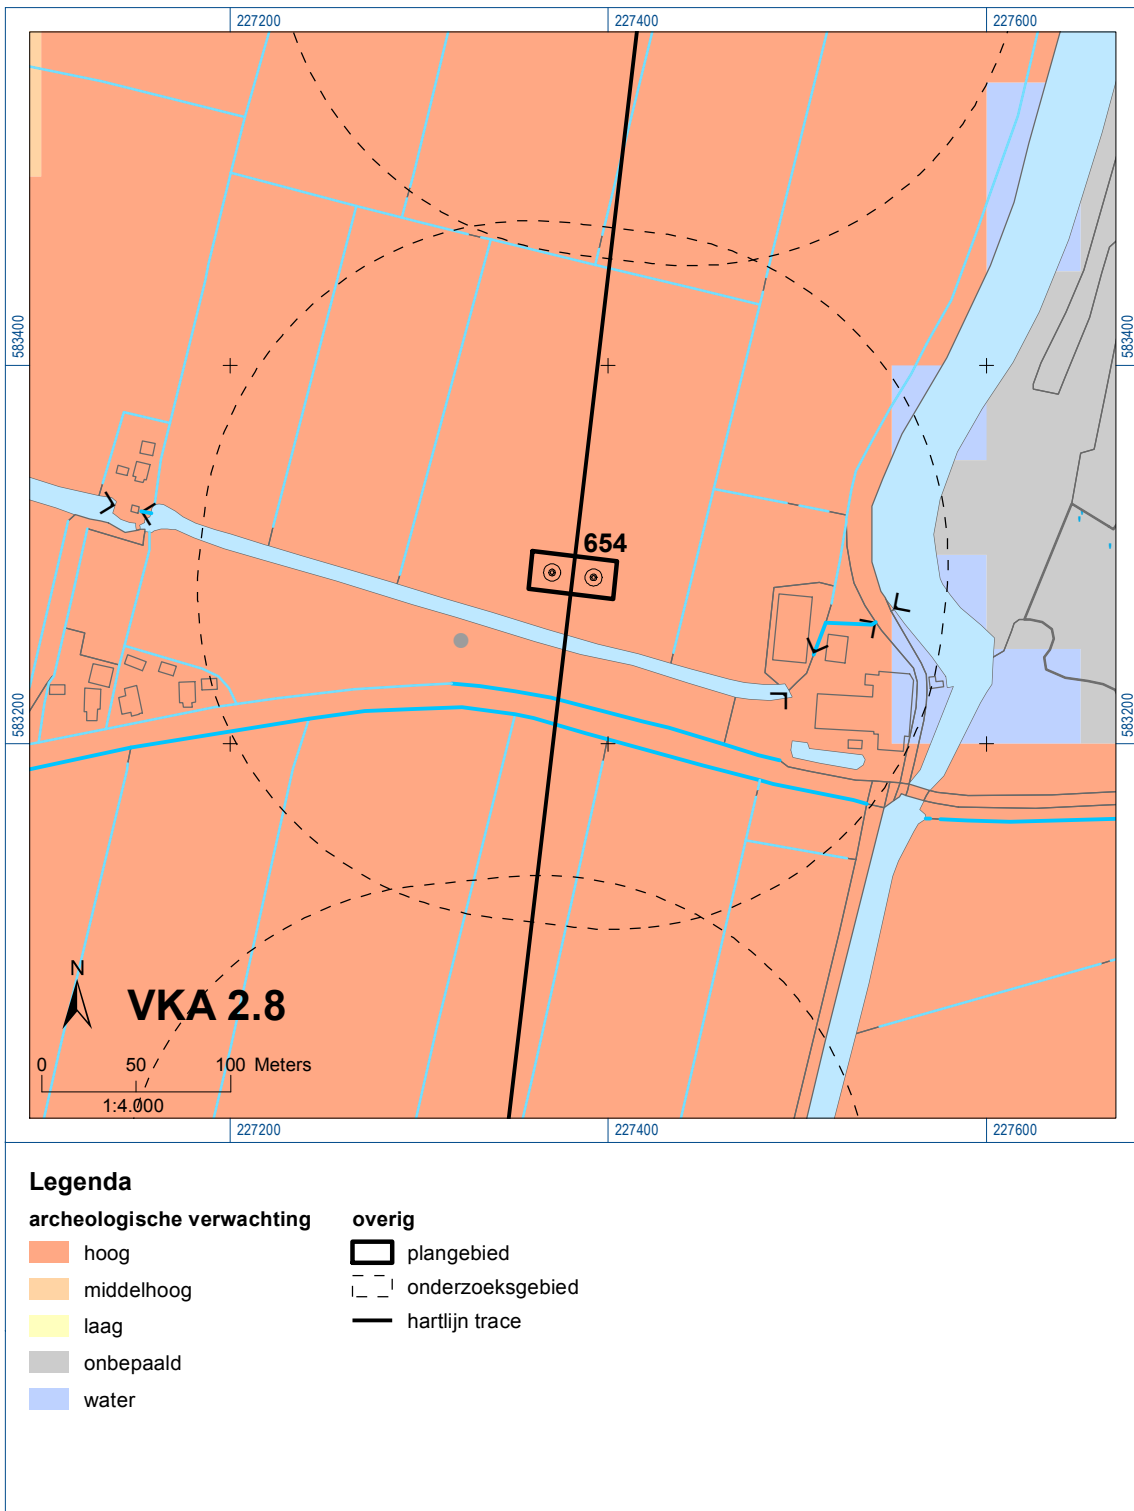 227200 227400 227600
583400 583400
654
583200 583200
N
VKA 2.8
0 50 100 Meters
1:4.000
227200 227400 227600
Legenda
archeologische verwachting
hoog
middelhoog
laag
onbepaald
water
overig
plangebied
onderzoeksgebied
hartlijn trace